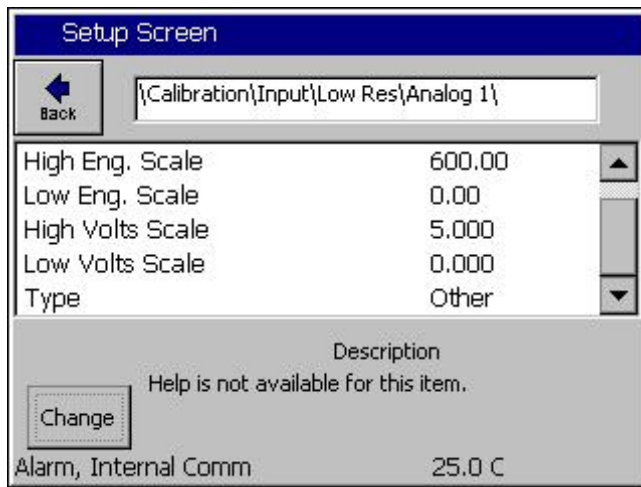 Setup Screen
Back
\Calibration\Input\Low Res\Analog 1\
High Eng. Scale 600.00
Low Eng. Scale 0.00
High Volts Scale 5.000
Low Volts Scale 0.000
Type Other
Description
Help is not available for this item.
Change
Alarm, Internal Comm 25.0 C